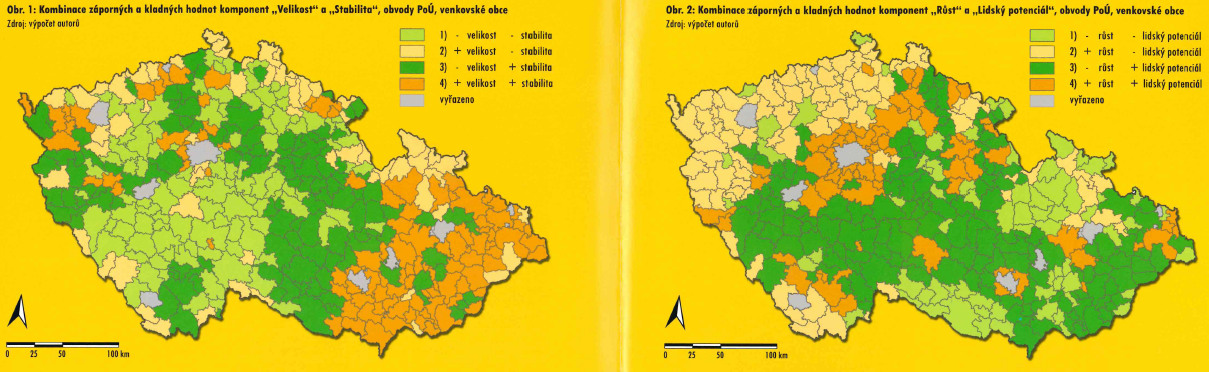 Obr. 1: Kombinace záporných a kladných hodnot komponent „Velikost" a „Stabilita", obvody PoÚ, venkovské obce
Zdroj: výpočet autorů
1) - velikost - stabilita
2) + velikost - stabilita
3) - velikost + stabilita
4) + velikost + stabilita
vyřazeno
0 25 50 100 km
Obr. 2: Kombinace záporných a kladných hodnot komponent „Růst" a „Lidský potenciál", obvody PoÚ, venkovské obce
Zdroj: výpočet autorů
1) - růst - lidský potenciál
2) + růst - lidský potenciál
3) - růst + lidský potenciál
4) + růst + lidský potenciál
vyřazeno
0 25 50 100 km